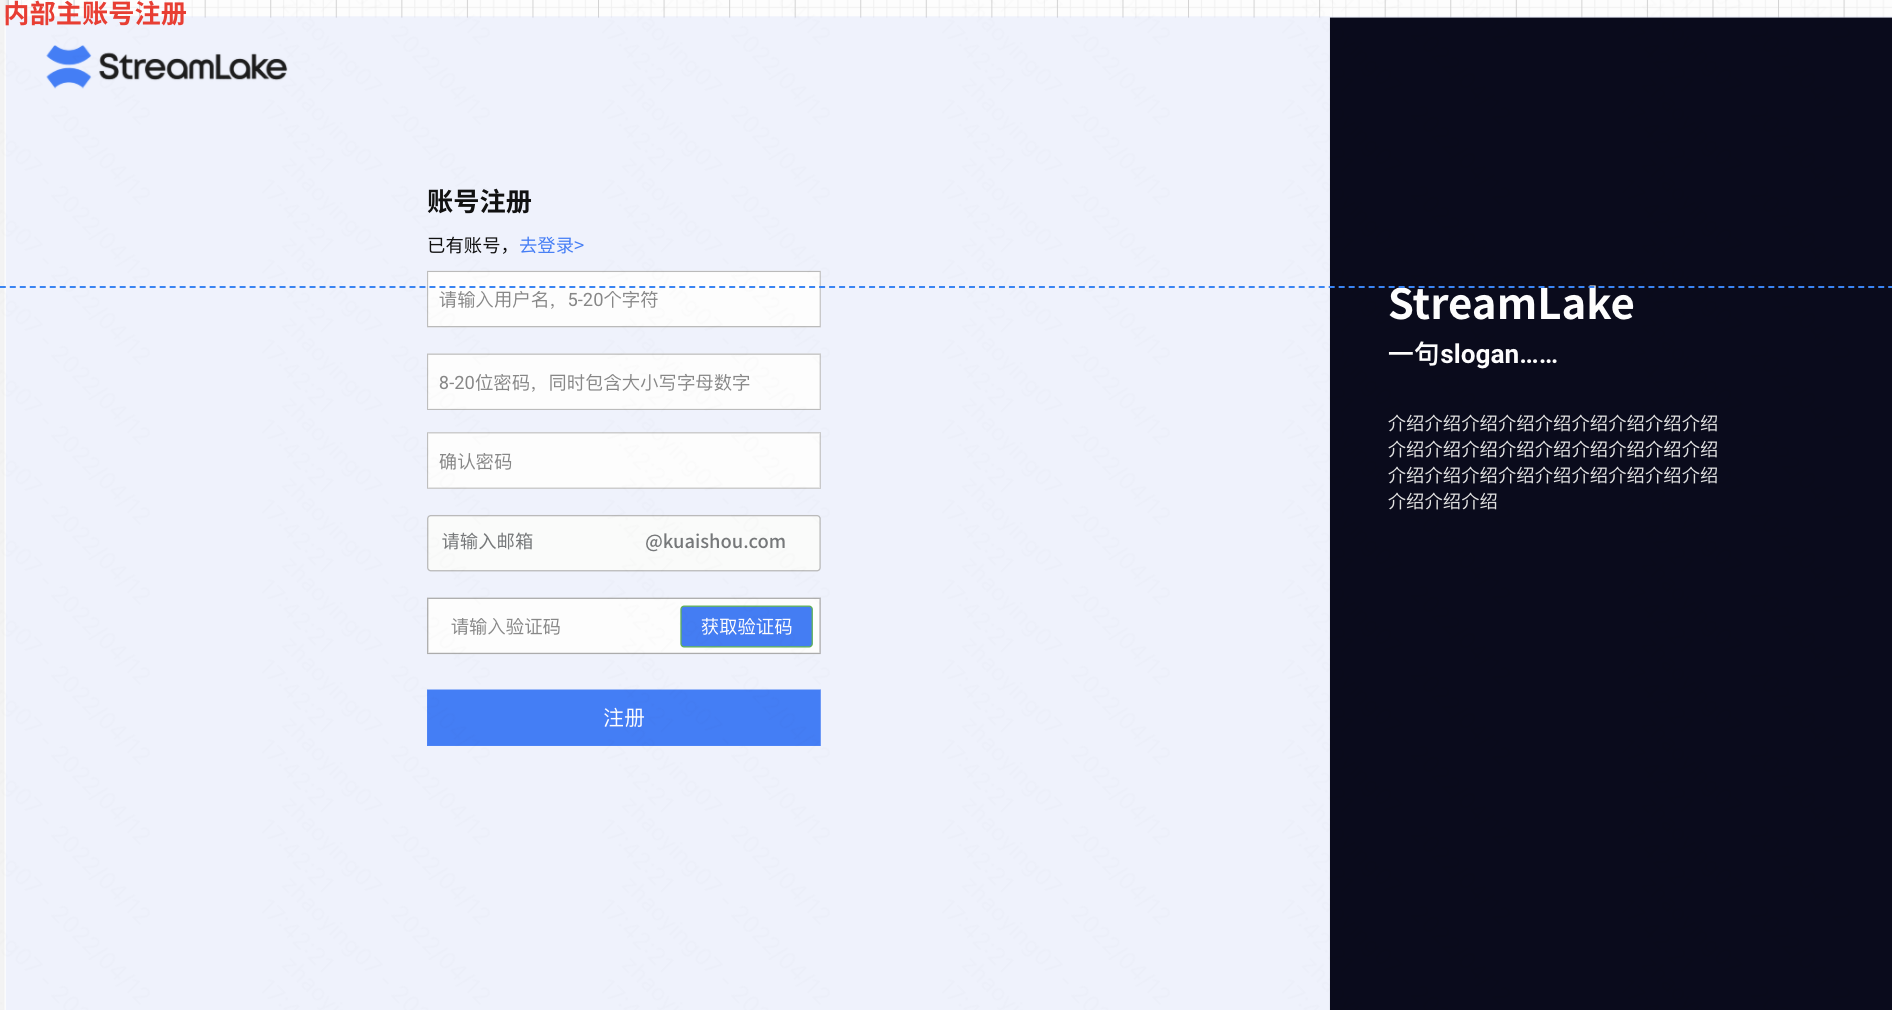 内部主账号注册
StreamLake
账号注册
已有账号，去登录>
请输入用户名，5-20个字符
8-20位密码，同时包含大小写字母数字
确认密码
请输入邮箱 @kuaishou.com
请输入验证码 获取验证码
注册
StreamLake
一句slogan......
介绍介绍介绍介绍介绍介绍介绍介绍介绍
介绍介绍介绍介绍介绍介绍介绍介绍介绍
介绍介绍介绍介绍介绍介绍介绍介绍介绍
介绍介绍介绍